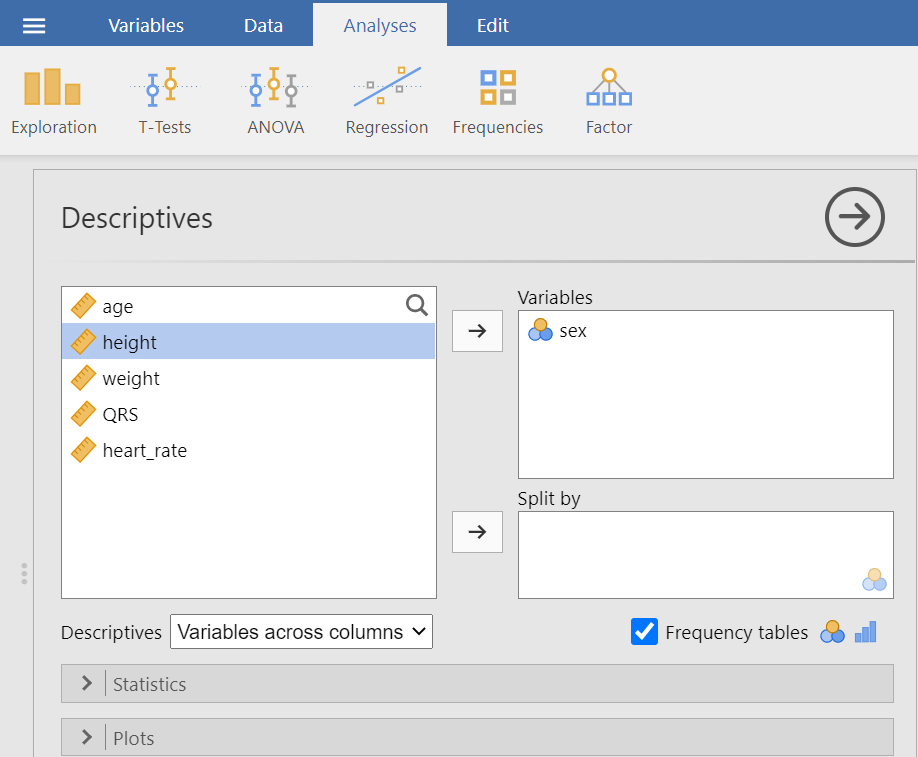 Variables Data Analyses Edit
Exploration T-Tests ANOVA Regression Frequencies Factor
Descriptives
Variables
age
sex
height
weight
QRS
heart_rate
Split by
Descriptives Variables across columns Frequency tables
Statistics
Plots